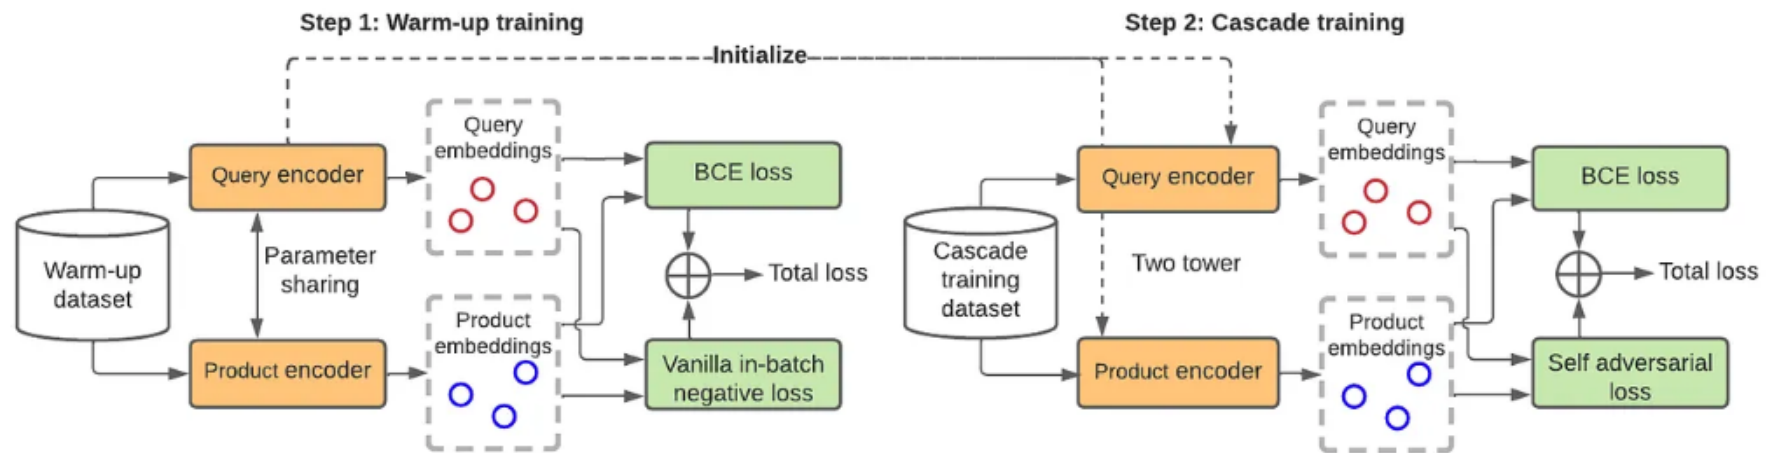 Step 1: Warm-up training
Step 2: Cascade training
Initialize
Warm-up
dataset
Query encoder
Parameter
sharing
Product encoder
Query
embeddings
Product
embeddings
BCE loss
Total loss
Vanilla in-batch
negative loss
Cascade
training
dataset
Query encoder
Two tower
Product encoder
Query
embeddings
Product
embeddings
BCE loss
Total loss
Self adversarial
loss